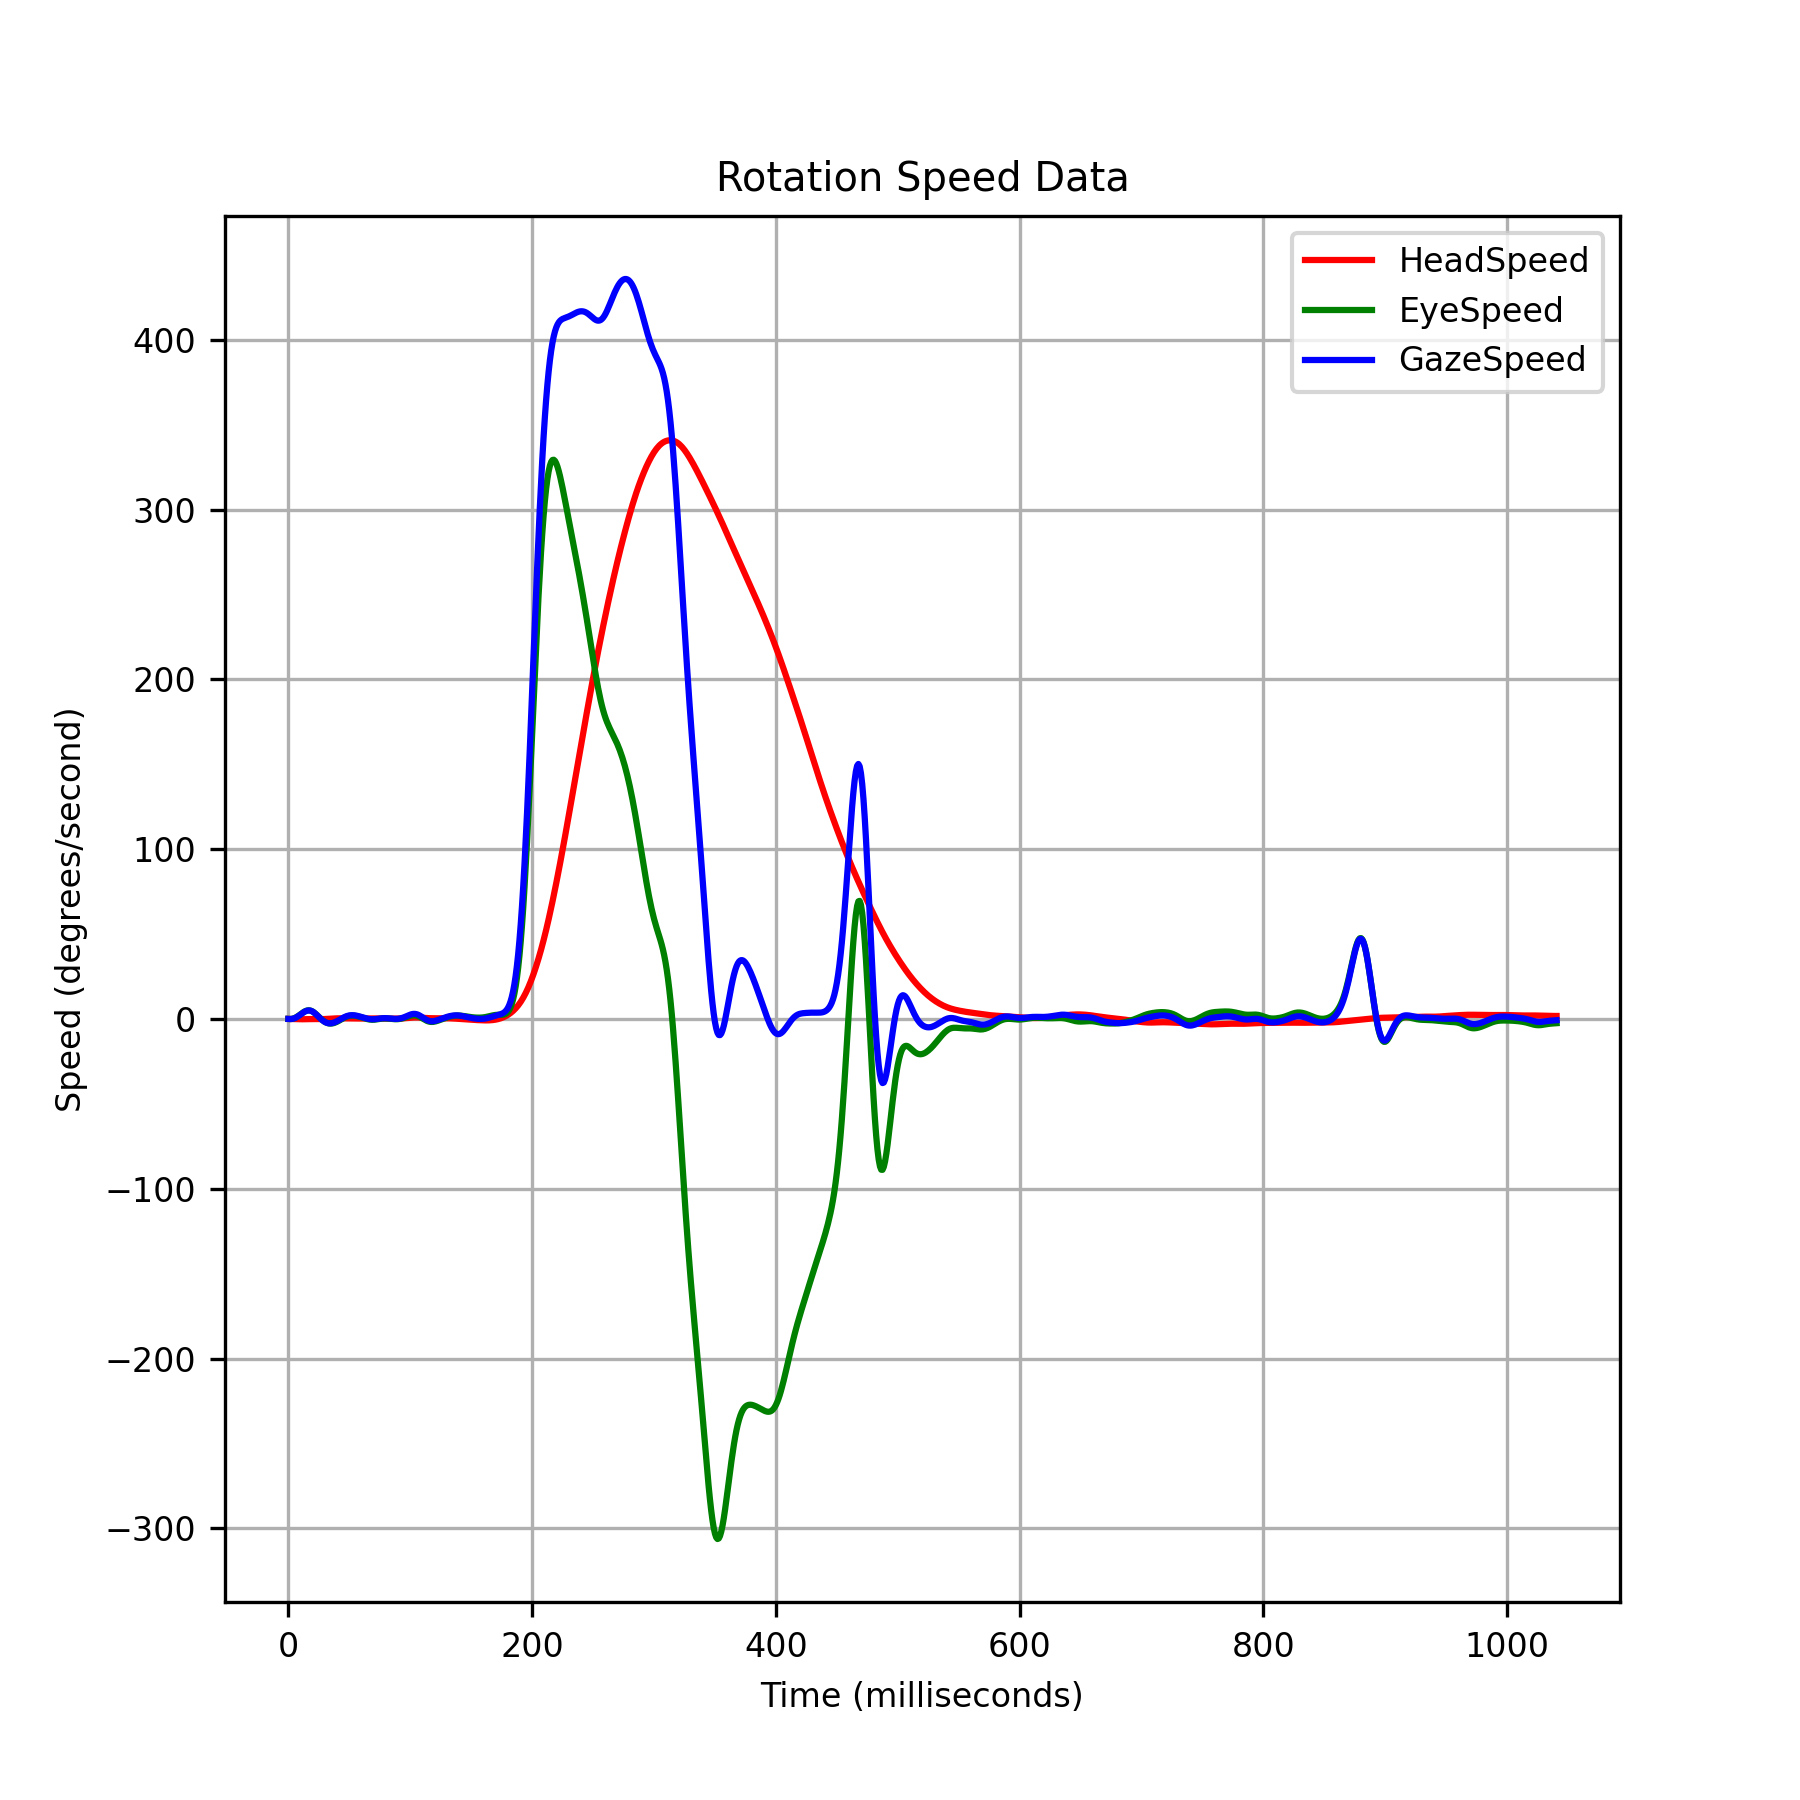 Rotation Speed Data
HeadSpeed
EyeSpeed
GazeSpeed
Speed (degrees/second)
400
300
200
100
0
−100
−200
−300
0 200 400 600 800 1000
Time (milliseconds)